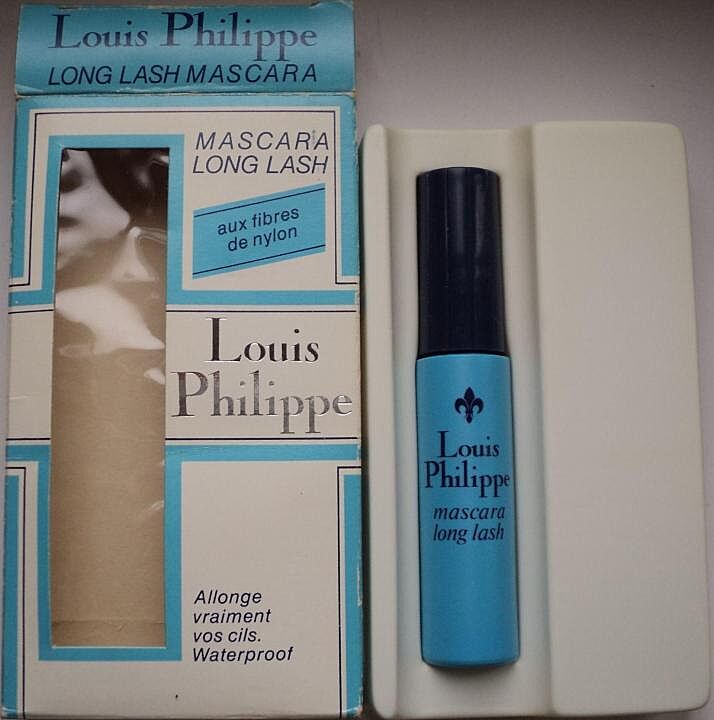 Louis Philippe
LONG LASH MASCARA
MASCARA
LONG LASH
aux fibres
de nylon
Louis
Philippe
Allonge
vraiment
vos cils.
Waterproof
Louis
Philippe
mascara
long lash